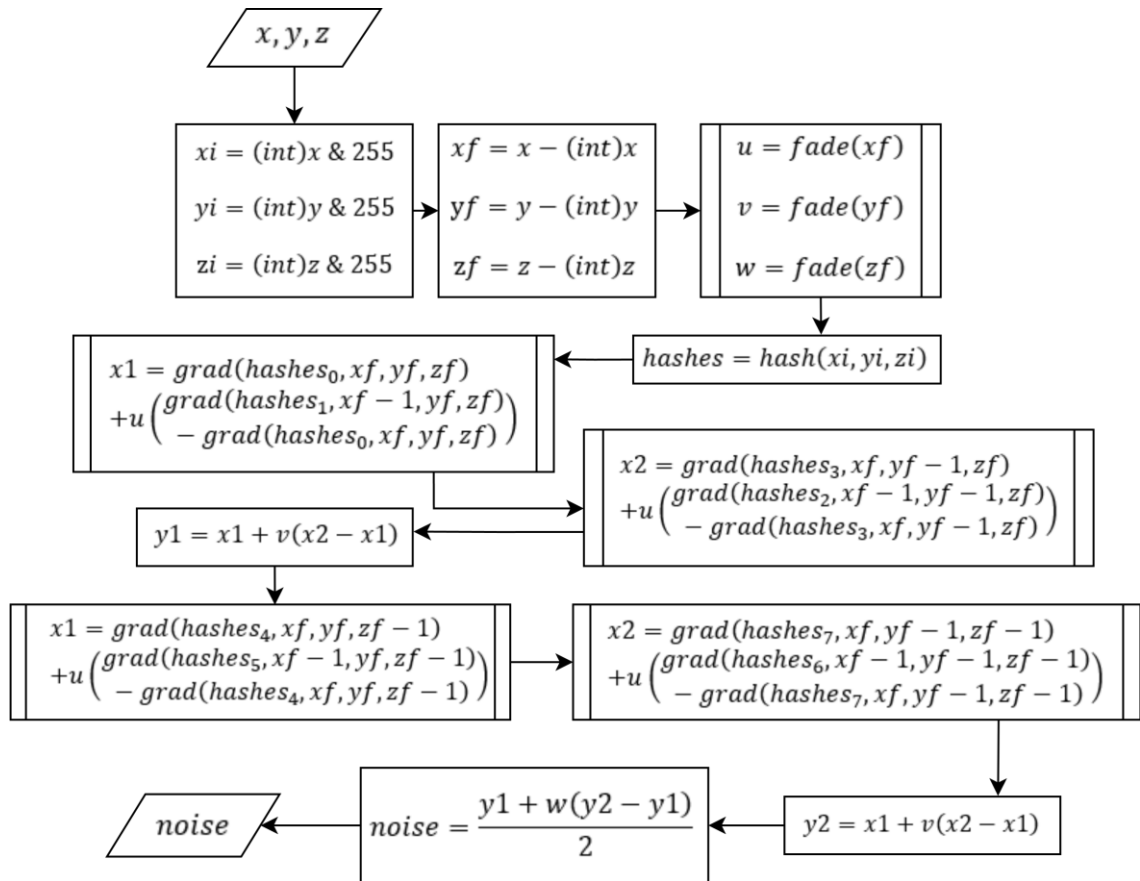 x, y, z
xi = (int)x & 255
yi = (int)y & 255
zi = (int)z & 255
xf = x − (int)x
yf = y − (int)y
zf = z − (int)z
u = fade(xf)
v = fade(yf)
w = fade(zf)
hashes = hash(xi, yi, zi)
x1 = grad(hashes₀, xf, yf, zf)
+u(grad(hashes₁, xf − 1, yf, zf)
− grad(hashes₀, xf, yf, zf))
x2 = grad(hashes₃, xf, yf − 1, zf)
+u(grad(hashes₂, xf − 1, yf − 1, zf)
− grad(hashes₃, xf, yf − 1, zf))
y1 = x1 + v(x2 − x1)
x1 = grad(hashes₄, xf, yf, zf − 1)
+u(grad(hashes₅, xf − 1, yf, zf − 1)
− grad(hashes₄, xf, yf, zf − 1))
x2 = grad(hashes₇, xf, yf − 1, zf − 1)
+u(grad(hashes₆, xf − 1, yf − 1, zf − 1)
− grad(hashes₇, xf, yf − 1, zf − 1))
y2 = x1 + v(x2 − x1)
noise = y1 + w(y2 − y1)
2
noise